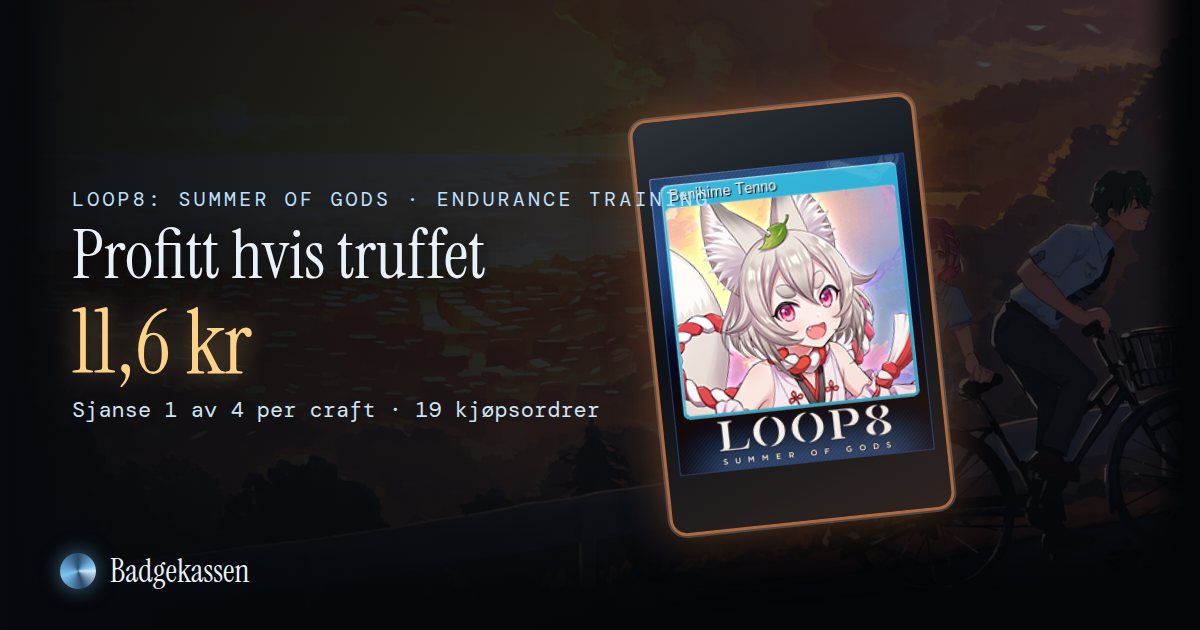 LOOP8: SUMMER OF GODS · ENDURANCE TRAINING
Profitt hvis truffet
11,6 kr
Sjanse 1 av 4 per craft · 19 kjøpsordrer
Benihime Tenno
LOOP8
SUMMER OF GODS
Badgekassen